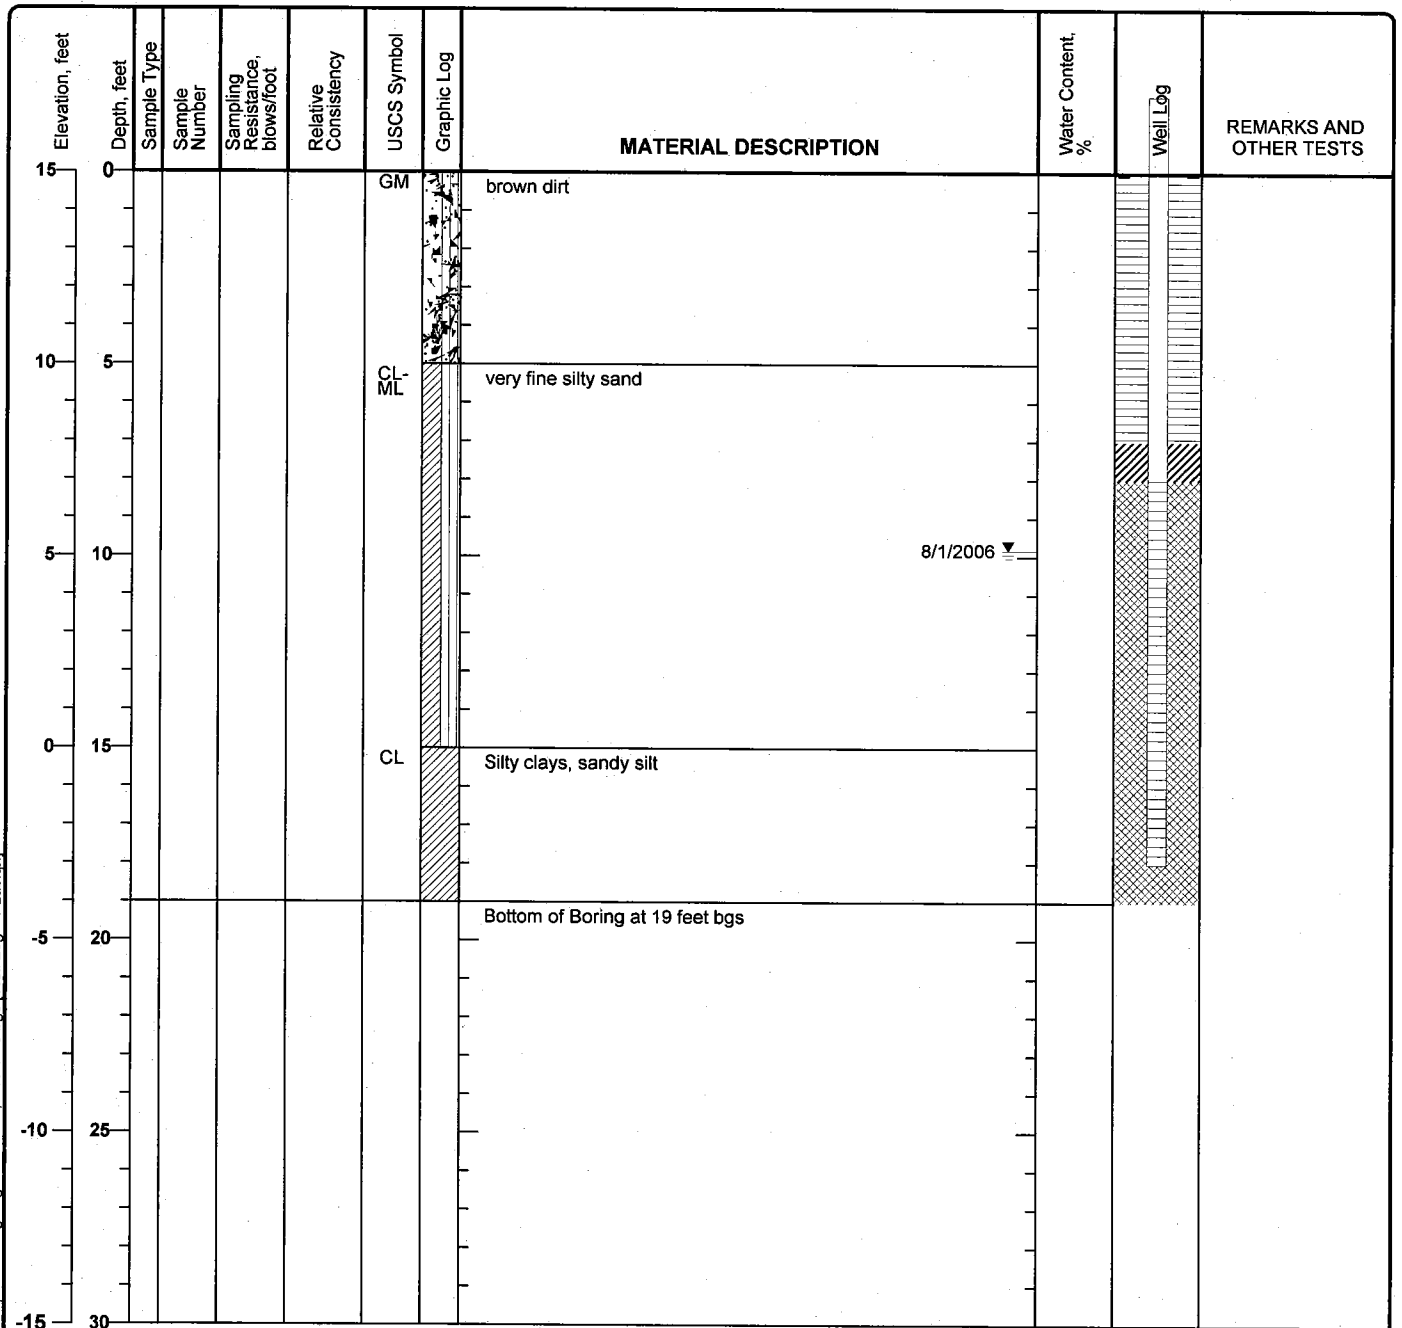 Elevation, feet
Depth, feet
Sample Type
Sample
Number
Sampling
Resistance,
blows/foot
Relative
Consistency
USCS Symbol
Graphic Log
MATERIAL DESCRIPTION
Water Content,
%
Well Log
REMARKS AND
OTHER TESTS
15 0
GM brown dirt
10 5
CL-
ML
very fine silty sand
5 10
8/1/2006
0 15
CL Silty clays, sandy silt
Bottom of Boring at 19 feet bgs
-5 20
-10 25
-15 30